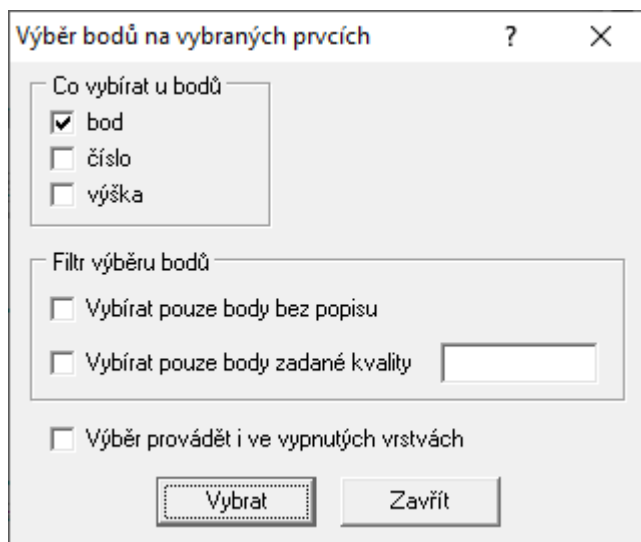 Výběr bodů na vybraných prvcích ?
Co vybírat u bodů
bod
číslo
výška
Filtr výběru bodů
Vybírat pouze body bez popisu
Vybírat pouze body zadané kvality
Výběr provádět i ve vypnutých vrstvách
Vybrat Zavřít